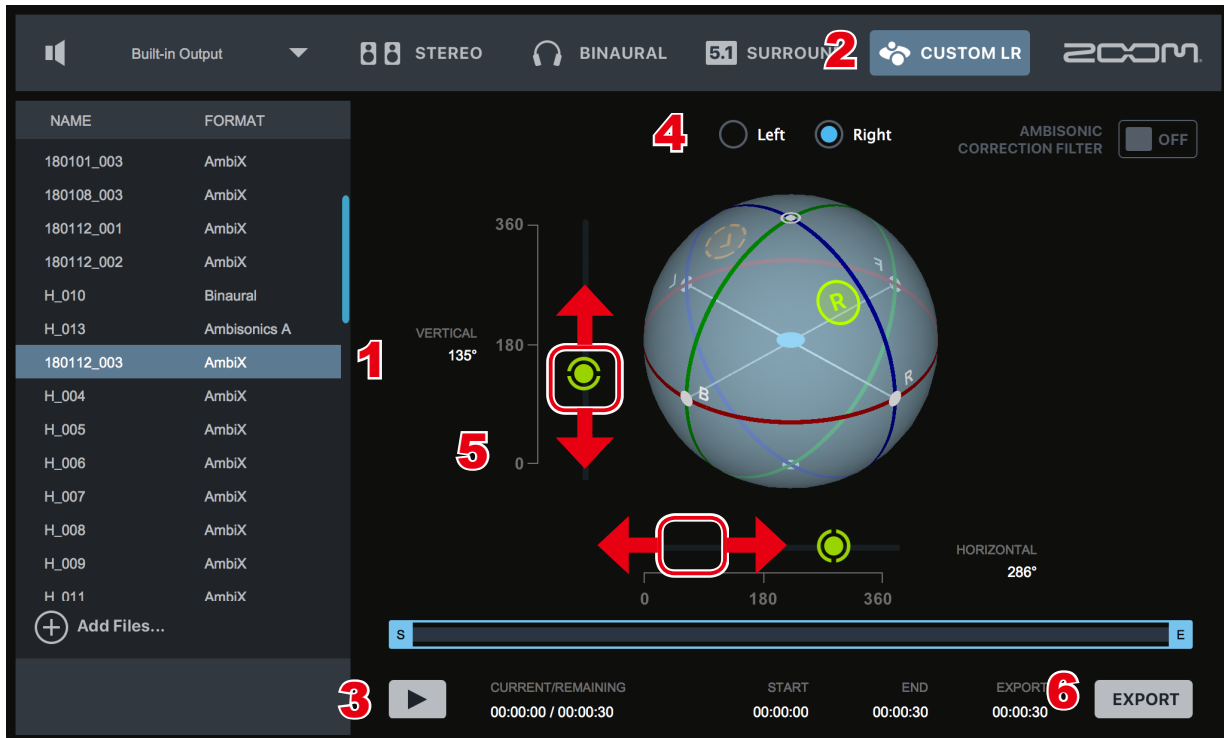 Built-in Output
STEREO
BINAURAL
5.1 SURROUN
2
CUSTOM LR
ZOOM
NAME FORMAT
180101_003 AmbiX
180108_003 AmbiX
180112_001 AmbiX
180112_002 AmbiX
H_010 Binaural
H_013 Ambisonics A
180112_003 AmbiX
H_004 AmbiX
H_005 AmbiX
H_006 AmbiX
H_007 AmbiX
H_008 AmbiX
H_009 AmbiX
H_011 AmbiX
Add Files...
1
4
Left
Right
AMBISONIC
CORRECTION FILTER
OFF
360
VERTICAL
135°
180
0
5
L
L
F
R
B
R
HORIZONTAL
286°
0 180 360
S
E
3
CURRENT/REMAINING
00:00:00 / 00:00:30
START
00:00:00
END
00:00:30
EXPORT
00:00:30
6
EXPORT